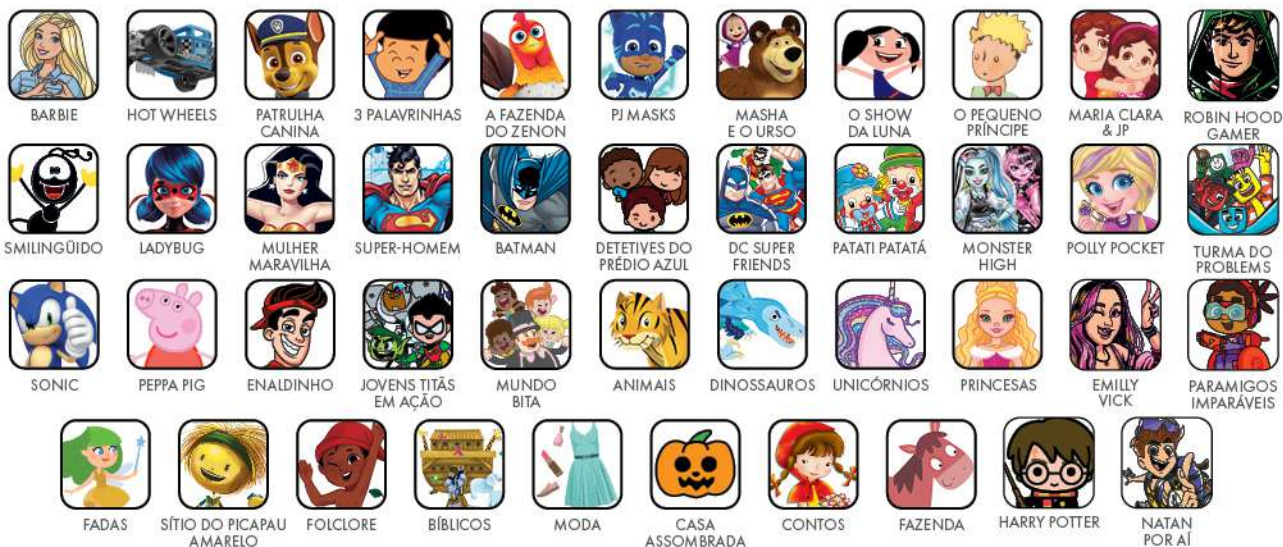 BARBIE
HOT WHEELS
PATRULHA
CANINA
3 PALAVRINHAS
A FAZENDA
DO ZENON
PJ MASKS
MASHA
E O URSO
O SHOW
DA LUNA
O PEQUENO
PRÍNCIPE
MARIA CLARA
& JP
ROBIN HOOD
GAMER
SMILINGÜIDO
LADYBUG
MULHER
MARAVILHA
SUPER-HOMEM
BATMAN
DETETIVES DO
PRÉDIO AZUL
DC SUPER
FRIENDS
PATATI PATATÁ
MONSTER
HIGH
POLLY POCKET
TURMA DO
PROBLEMS
SONIC
PEPPA PIG
ENALDINHO
JOVENS TITÃS
EM AÇÃO
MUNDO
BITA
ANIMAIS
DINOSSAUROS
UNICÓRNIOS
PRINCESAS
EMILLY
VICK
PARAMIGOS
IMPARÁVEIS
FADAS
SÍTIO DO PICAPAU
AMARELO
FOLCLORE
BÍBLICOS
MODA
CASA
ASSOMBRADA
CONTOS
FAZENDA
HARRY POTTER
NATAN
POR AÍ